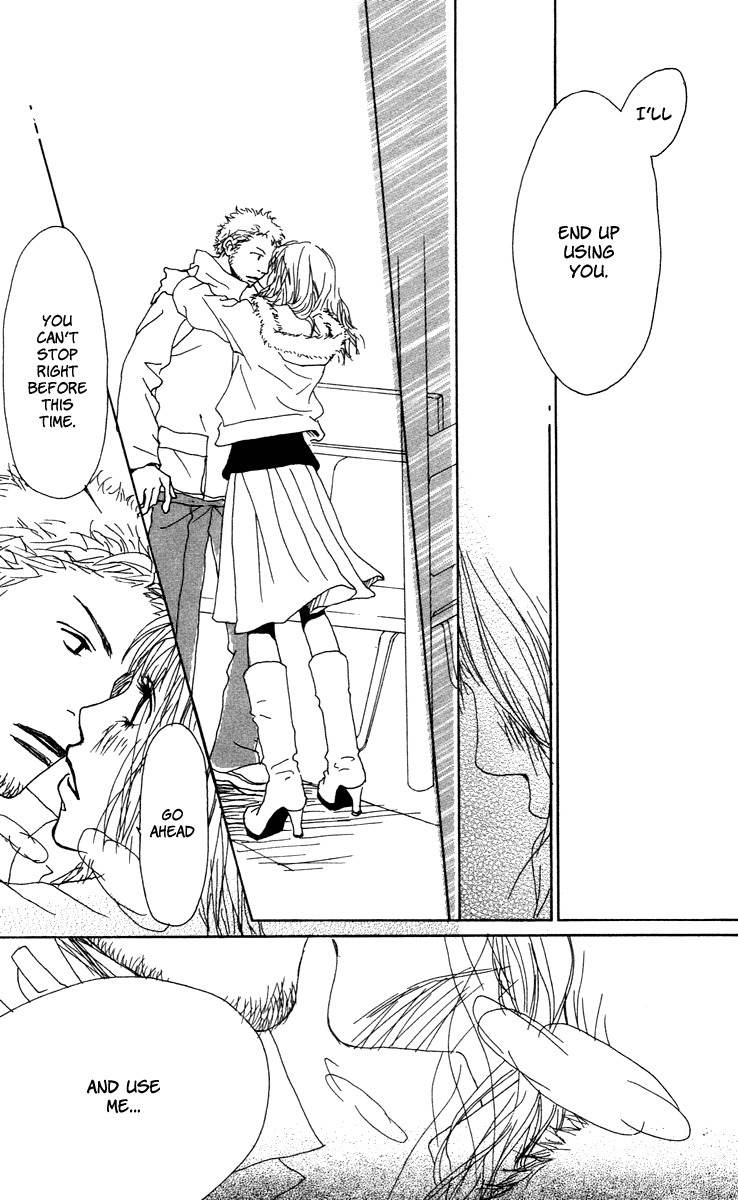 I'LL
END UP
USING
YOU.
YOU
CAN'T
STOP
RIGHT
BEFORE
THIS
TIME.
GO
AHEAD
AND USE
ME...